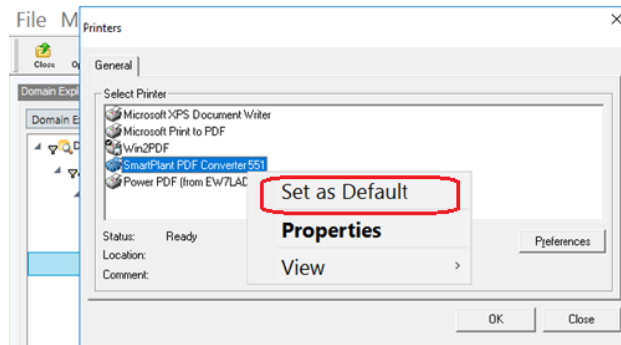 File M
Printers
Close Op
General
Domain Expl
Domain E
Select Printer
Microsoft XPS Document Writer
Microsoft Print to PDF
Win2PDF
SmartPlant PDF Converter 551
Power PDF (from EW7LAD
Set as Default
Properties
View
Status: Ready
Location:
Comment:
Preferences
OK Close